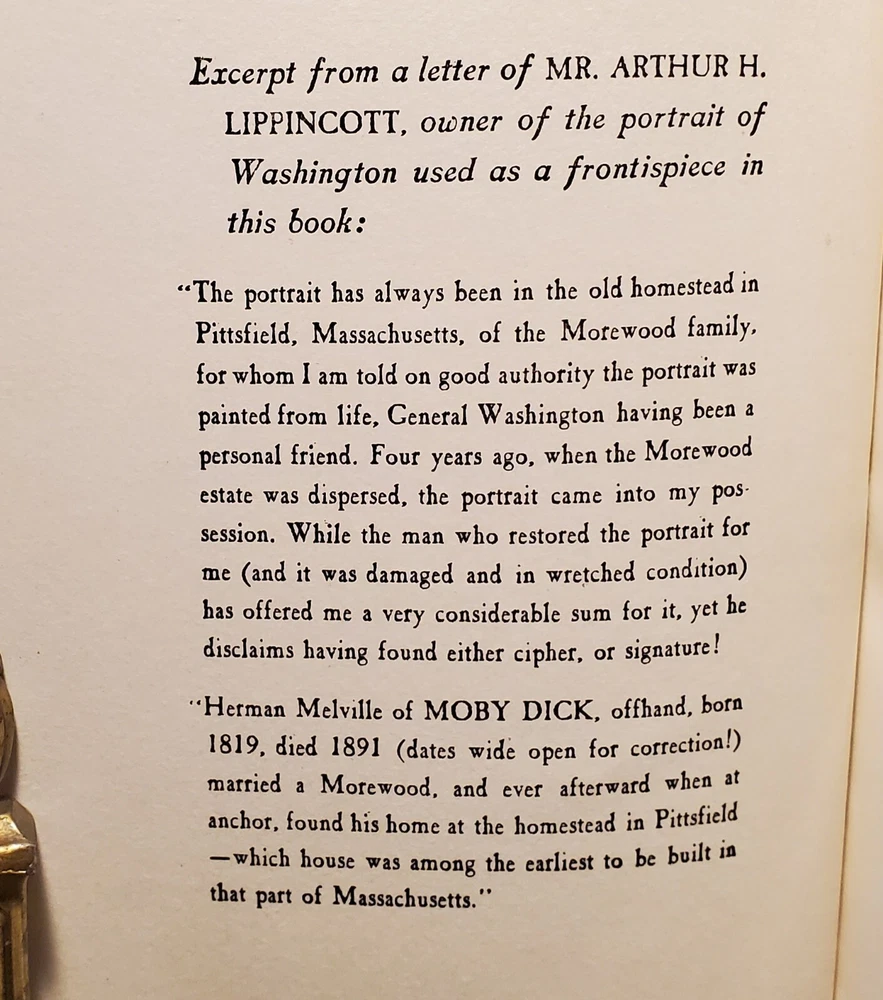 Excerpt from a letter of MR. ARTHUR H.
LIPPINCOTT, owner of the portrait of
Washington used as a frontispiece in
this book:
“The portrait has always been in the old homestead in
Pittsfield, Massachusetts, of the Morewood family,
for whom I am told on good authority the portrait was
painted from life, General Washington having been a
personal friend. Four years ago, when the Morewood
estate was dispersed, the portrait came into my pos-
session. While the man who restored the portrait for
me (and it was damaged and in wretched condition)
has offered me a very considerable sum for it, yet he
disclaims having found either cipher, or signature!
“Herman Melville of MOBY DICK, offhand, born
1819, died 1891 (dates wide open for correction!)
married a Morewood, and ever afterward when at
anchor, found his home at the homestead in Pittsfield
—which house was among the earliest to be built in
that part of Massachusetts.”